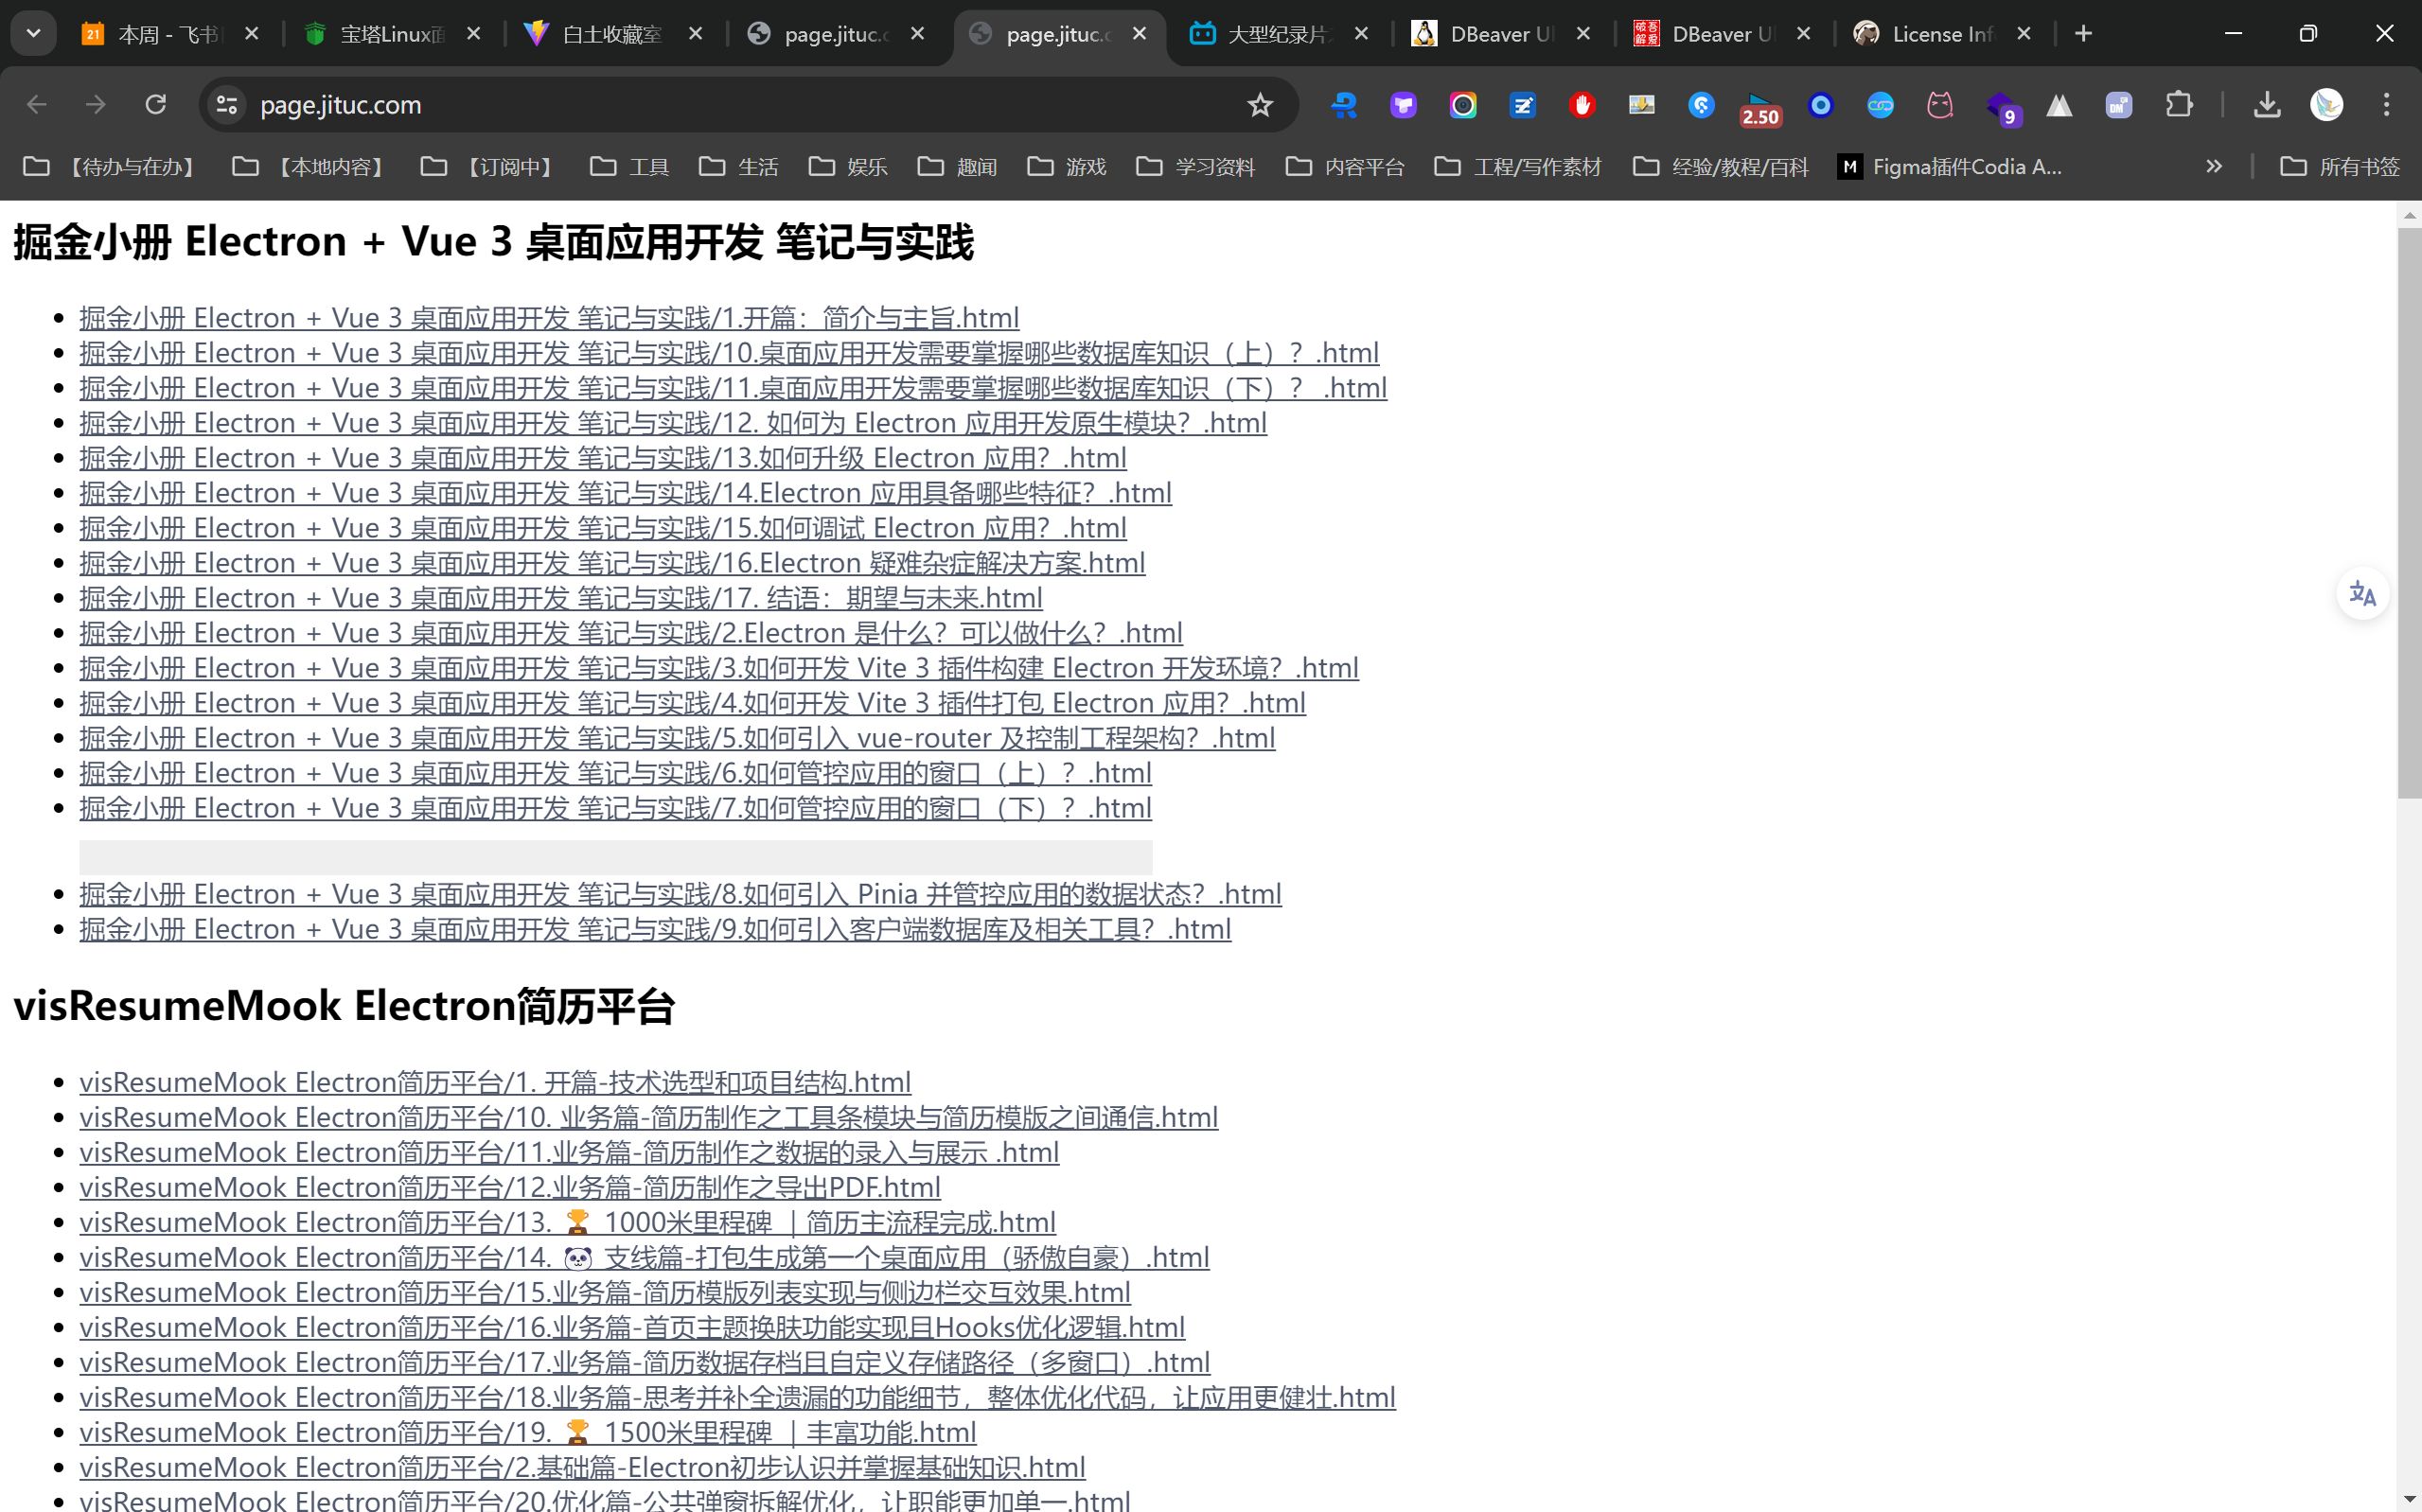 本周 - 飞书
宝塔Linux面
白土收藏室
page.jituc.c
page.jituc.c
大型纪录片
DBeaver Ul
DBeaver U
License Inf
page.jituc.com
2.50
9
【待办与在办】
【本地内容】
【订阅中】
工具
生活
娱乐
趣闻
游戏
学习资料
内容平台
工程/写作素材
经验/教程/百科
Figma插件Codia A...
所有书签
掘金小册 Electron + Vue 3 桌面应用开发 笔记与实践
掘金小册 Electron + Vue 3 桌面应用开发 笔记与实践/1.开篇：简介与主旨.html
掘金小册 Electron + Vue 3 桌面应用开发 笔记与实践/10.桌面应用开发需要掌握哪些数据库知识（上）？.html
掘金小册 Electron + Vue 3 桌面应用开发 笔记与实践/11.桌面应用开发需要掌握哪些数据库知识（下）？ .html
掘金小册 Electron + Vue 3 桌面应用开发 笔记与实践/12. 如何为 Electron 应用开发原生模块？.html
掘金小册 Electron + Vue 3 桌面应用开发 笔记与实践/13.如何升级 Electron 应用？.html
掘金小册 Electron + Vue 3 桌面应用开发 笔记与实践/14.Electron 应用具备哪些特征？.html
掘金小册 Electron + Vue 3 桌面应用开发 笔记与实践/15.如何调试 Electron 应用？.html
掘金小册 Electron + Vue 3 桌面应用开发 笔记与实践/16.Electron 疑难杂症解决方案.html
掘金小册 Electron + Vue 3 桌面应用开发 笔记与实践/17. 结语：期望与未来.html
掘金小册 Electron + Vue 3 桌面应用开发 笔记与实践/2.Electron 是什么？可以做什么？.html
掘金小册 Electron + Vue 3 桌面应用开发 笔记与实践/3.如何开发 Vite 3 插件构建 Electron 开发环境？.html
掘金小册 Electron + Vue 3 桌面应用开发 笔记与实践/4.如何开发 Vite 3 插件打包 Electron 应用？.html
掘金小册 Electron + Vue 3 桌面应用开发 笔记与实践/5.如何引入 vue-router 及控制工程架构？.html
掘金小册 Electron + Vue 3 桌面应用开发 笔记与实践/6.如何管控应用的窗口（上）？.html
掘金小册 Electron + Vue 3 桌面应用开发 笔记与实践/7.如何管控应用的窗口（下）？.html
掘金小册 Electron + Vue 3 桌面应用开发 笔记与实践/8.如何引入 Pinia 并管控应用的数据状态？.html
掘金小册 Electron + Vue 3 桌面应用开发 笔记与实践/9.如何引入客户端数据库及相关工具？.html
visResumeMook Electron简历平台
visResumeMook Electron简历平台/1. 开篇-技术选型和项目结构.html
visResumeMook Electron简历平台/10. 业务篇-简历制作之工具条模块与简历模版之间通信.html
visResumeMook Electron简历平台/11.业务篇-简历制作之数据的录入与展示 .html
visResumeMook Electron简历平台/12.业务篇-简历制作之导出PDF.html
visResumeMook Electron简历平台/13. 🏆 1000米里程碑 ｜简历主流程完成.html
visResumeMook Electron简历平台/14. 🐼 支线篇-打包生成第一个桌面应用（骄傲自豪）.html
visResumeMook Electron简历平台/15.业务篇-简历模版列表实现与侧边栏交互效果.html
visResumeMook Electron简历平台/16.业务篇-首页主题换肤功能实现且Hooks优化逻辑.html
visResumeMook Electron简历平台/17.业务篇-简历数据存档且自定义存储路径（多窗口）.html
visResumeMook Electron简历平台/18.业务篇-思考并补全遗漏的功能细节，整体优化代码，让应用更健壮.html
visResumeMook Electron简历平台/19. 🏆 1500米里程碑 ｜丰富功能.html
visResumeMook Electron简历平台/2.基础篇-Electron初步认识并掌握基础知识.html
visResumeMook Electron简历平台/20.优化篇-公共弹窗拆解优化，让职能更加单一.html